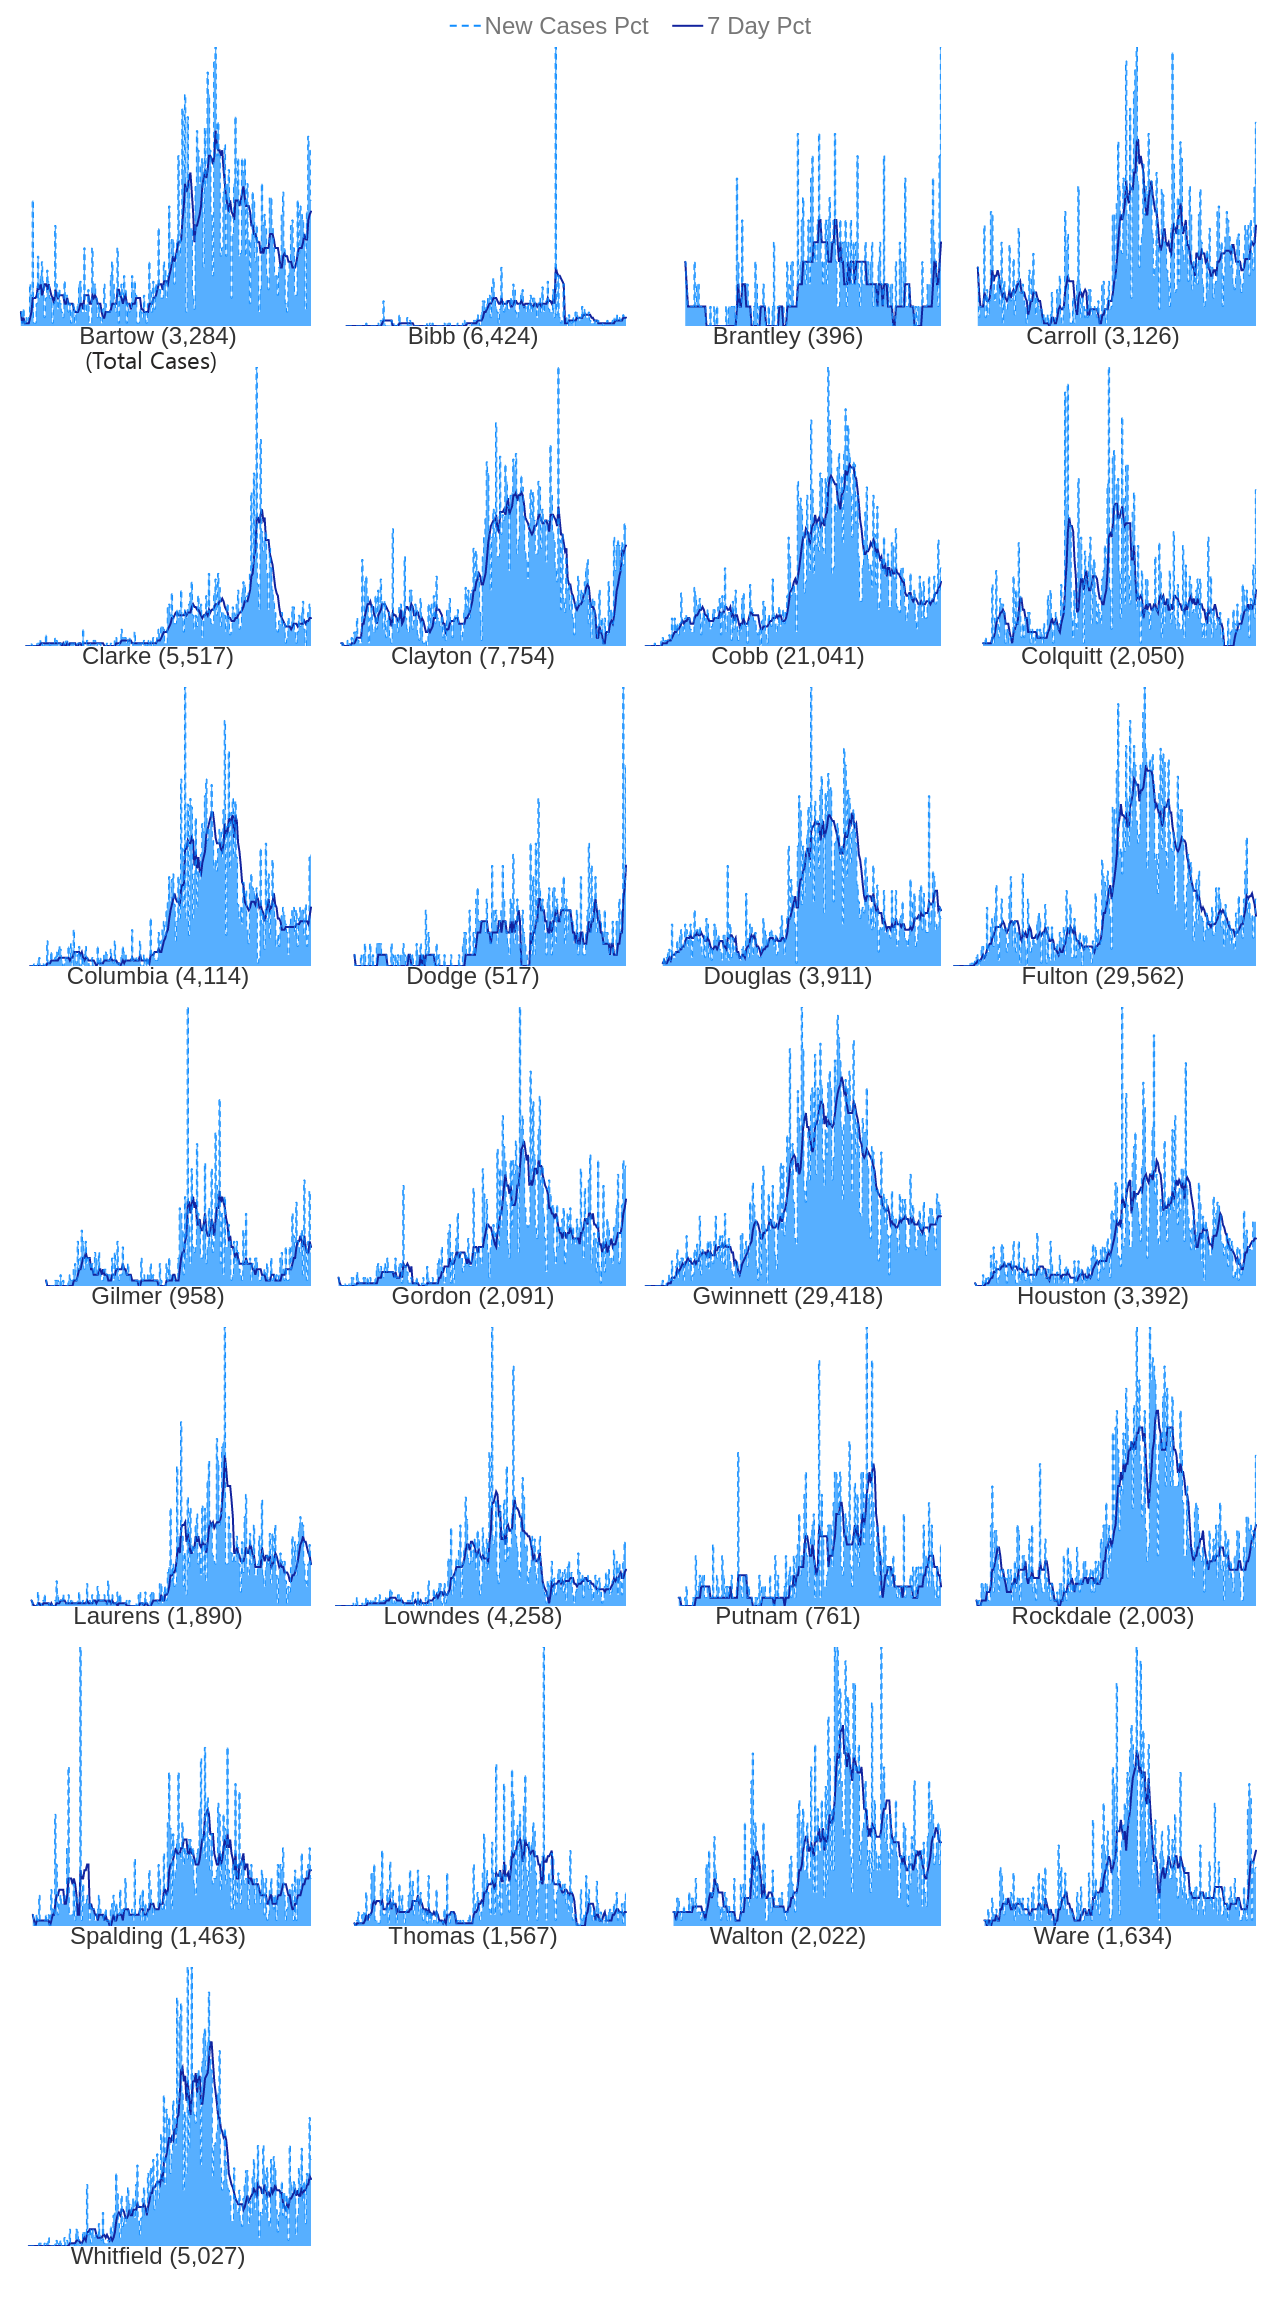 New Cases Pct 7 Day Pct
Bartow (3,284) Bibb (6,424) Brantley (396) Carroll (3,126)
(Total Cases)
Clarke (5,517) Clayton (7,754) Cobb (21,041) Colquitt (2,050)
Columbia (4,114) Dodge (517) Douglas (3,911) Fulton (29,562)
Gilmer (958) Gordon (2,091) Gwinnett (29,418) Houston (3,392)
Laurens (1,890) Lowndes (4,258) Putnam (761) Rockdale (2,003)
Spalding (1,463) Thomas (1,567) Walton (2,022) Ware (1,634)
Whitfield (5,027)